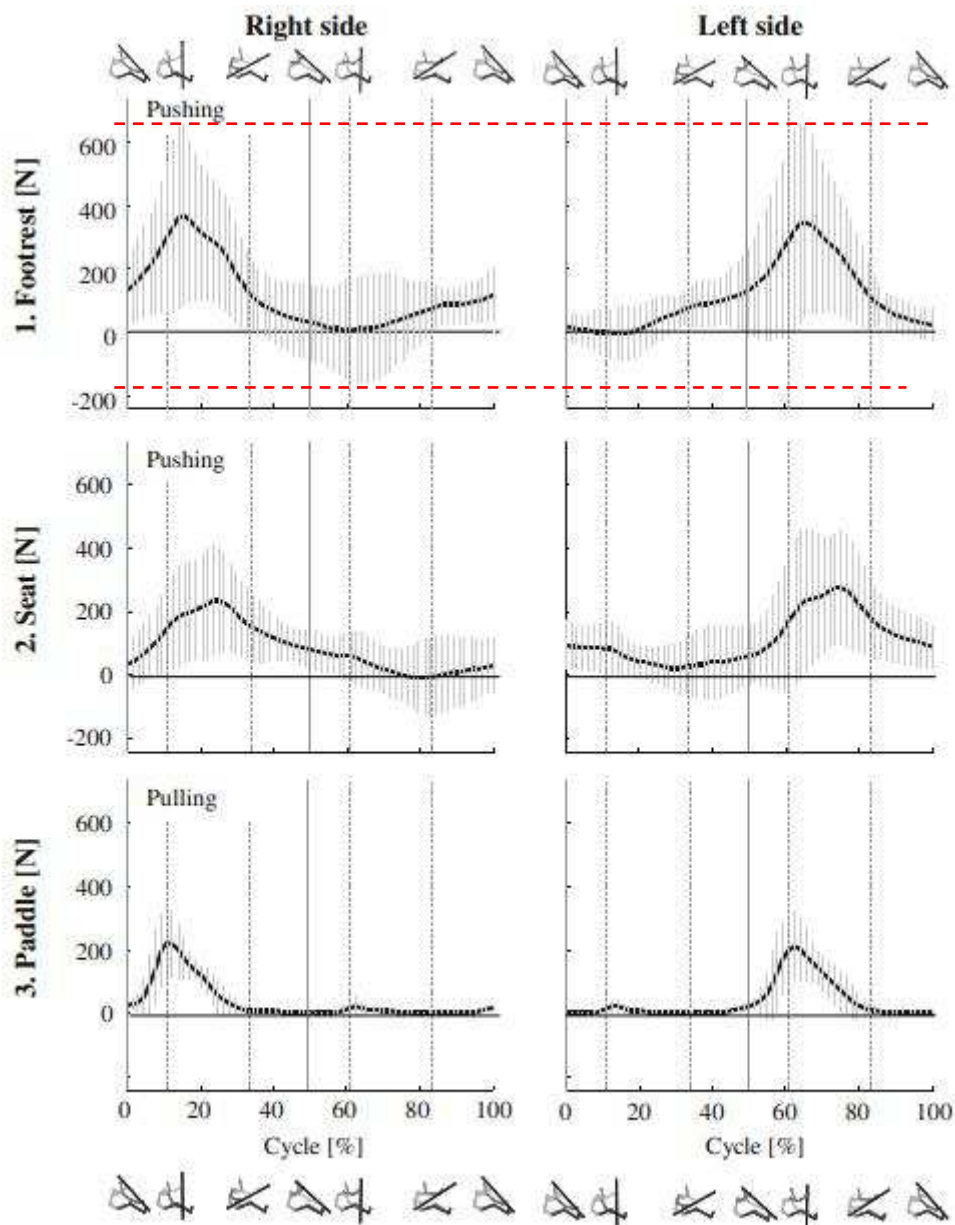 Right side
Left side
Pushing
1. Footrest [N]
600
400
200
0
-200
Pushing
2. Seat [N]
600
400
200
0
-200
Pulling
3. Paddle [N]
600
400
200
0
0 20 40 60 80 100
0 20 40 60 80 100
Cycle [%]
Cycle [%]